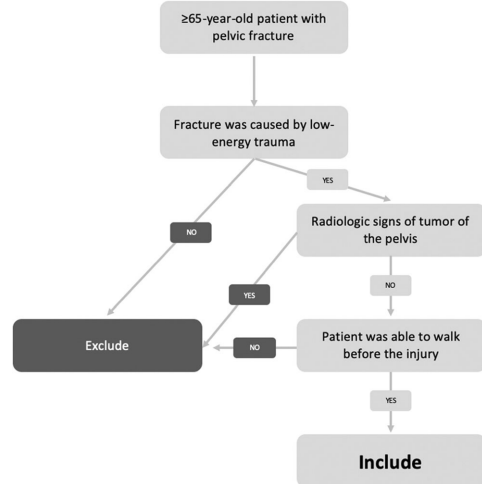 ≥65-year-old patient with
pelvic fracture
Fracture was caused by low-
energy trauma
YES
NO
Radiologic signs of tumor of
the pelvis
YES
NO
Exclude
NO
Patient was able to walk
before the injury
YES
Include